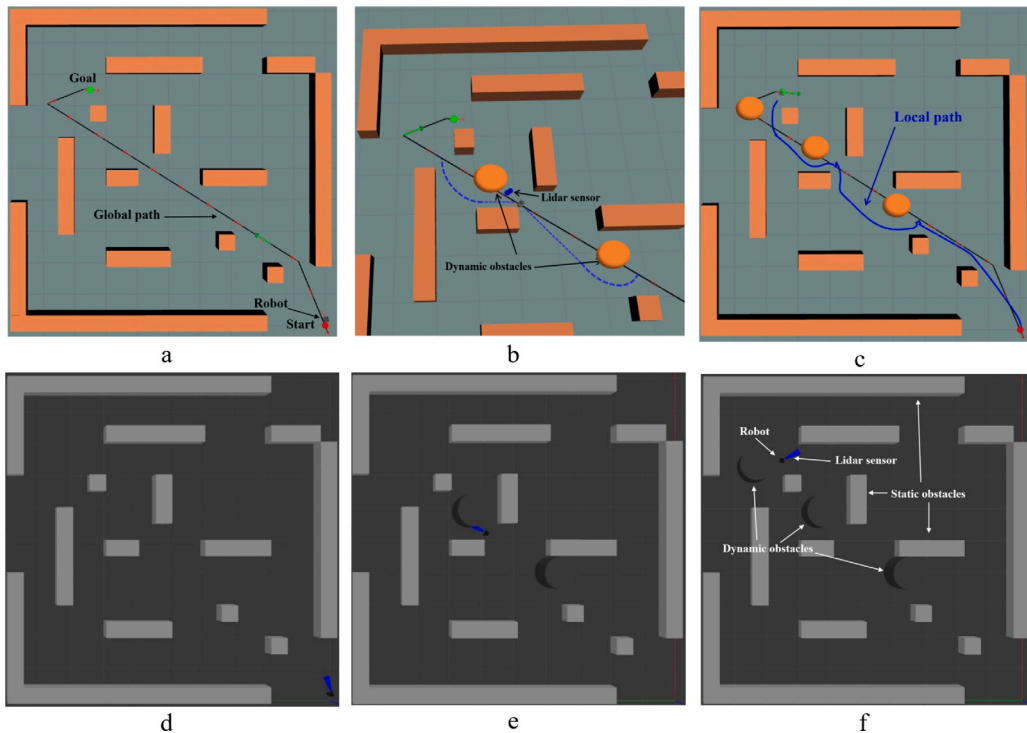 Goal
Global path
Robot
Start
a
Lidar sensor
Dynamic obstacles
b
Local path
c
d
e
Robot
Lidar sensor
Static obstacles
Dynamic obstacles
f